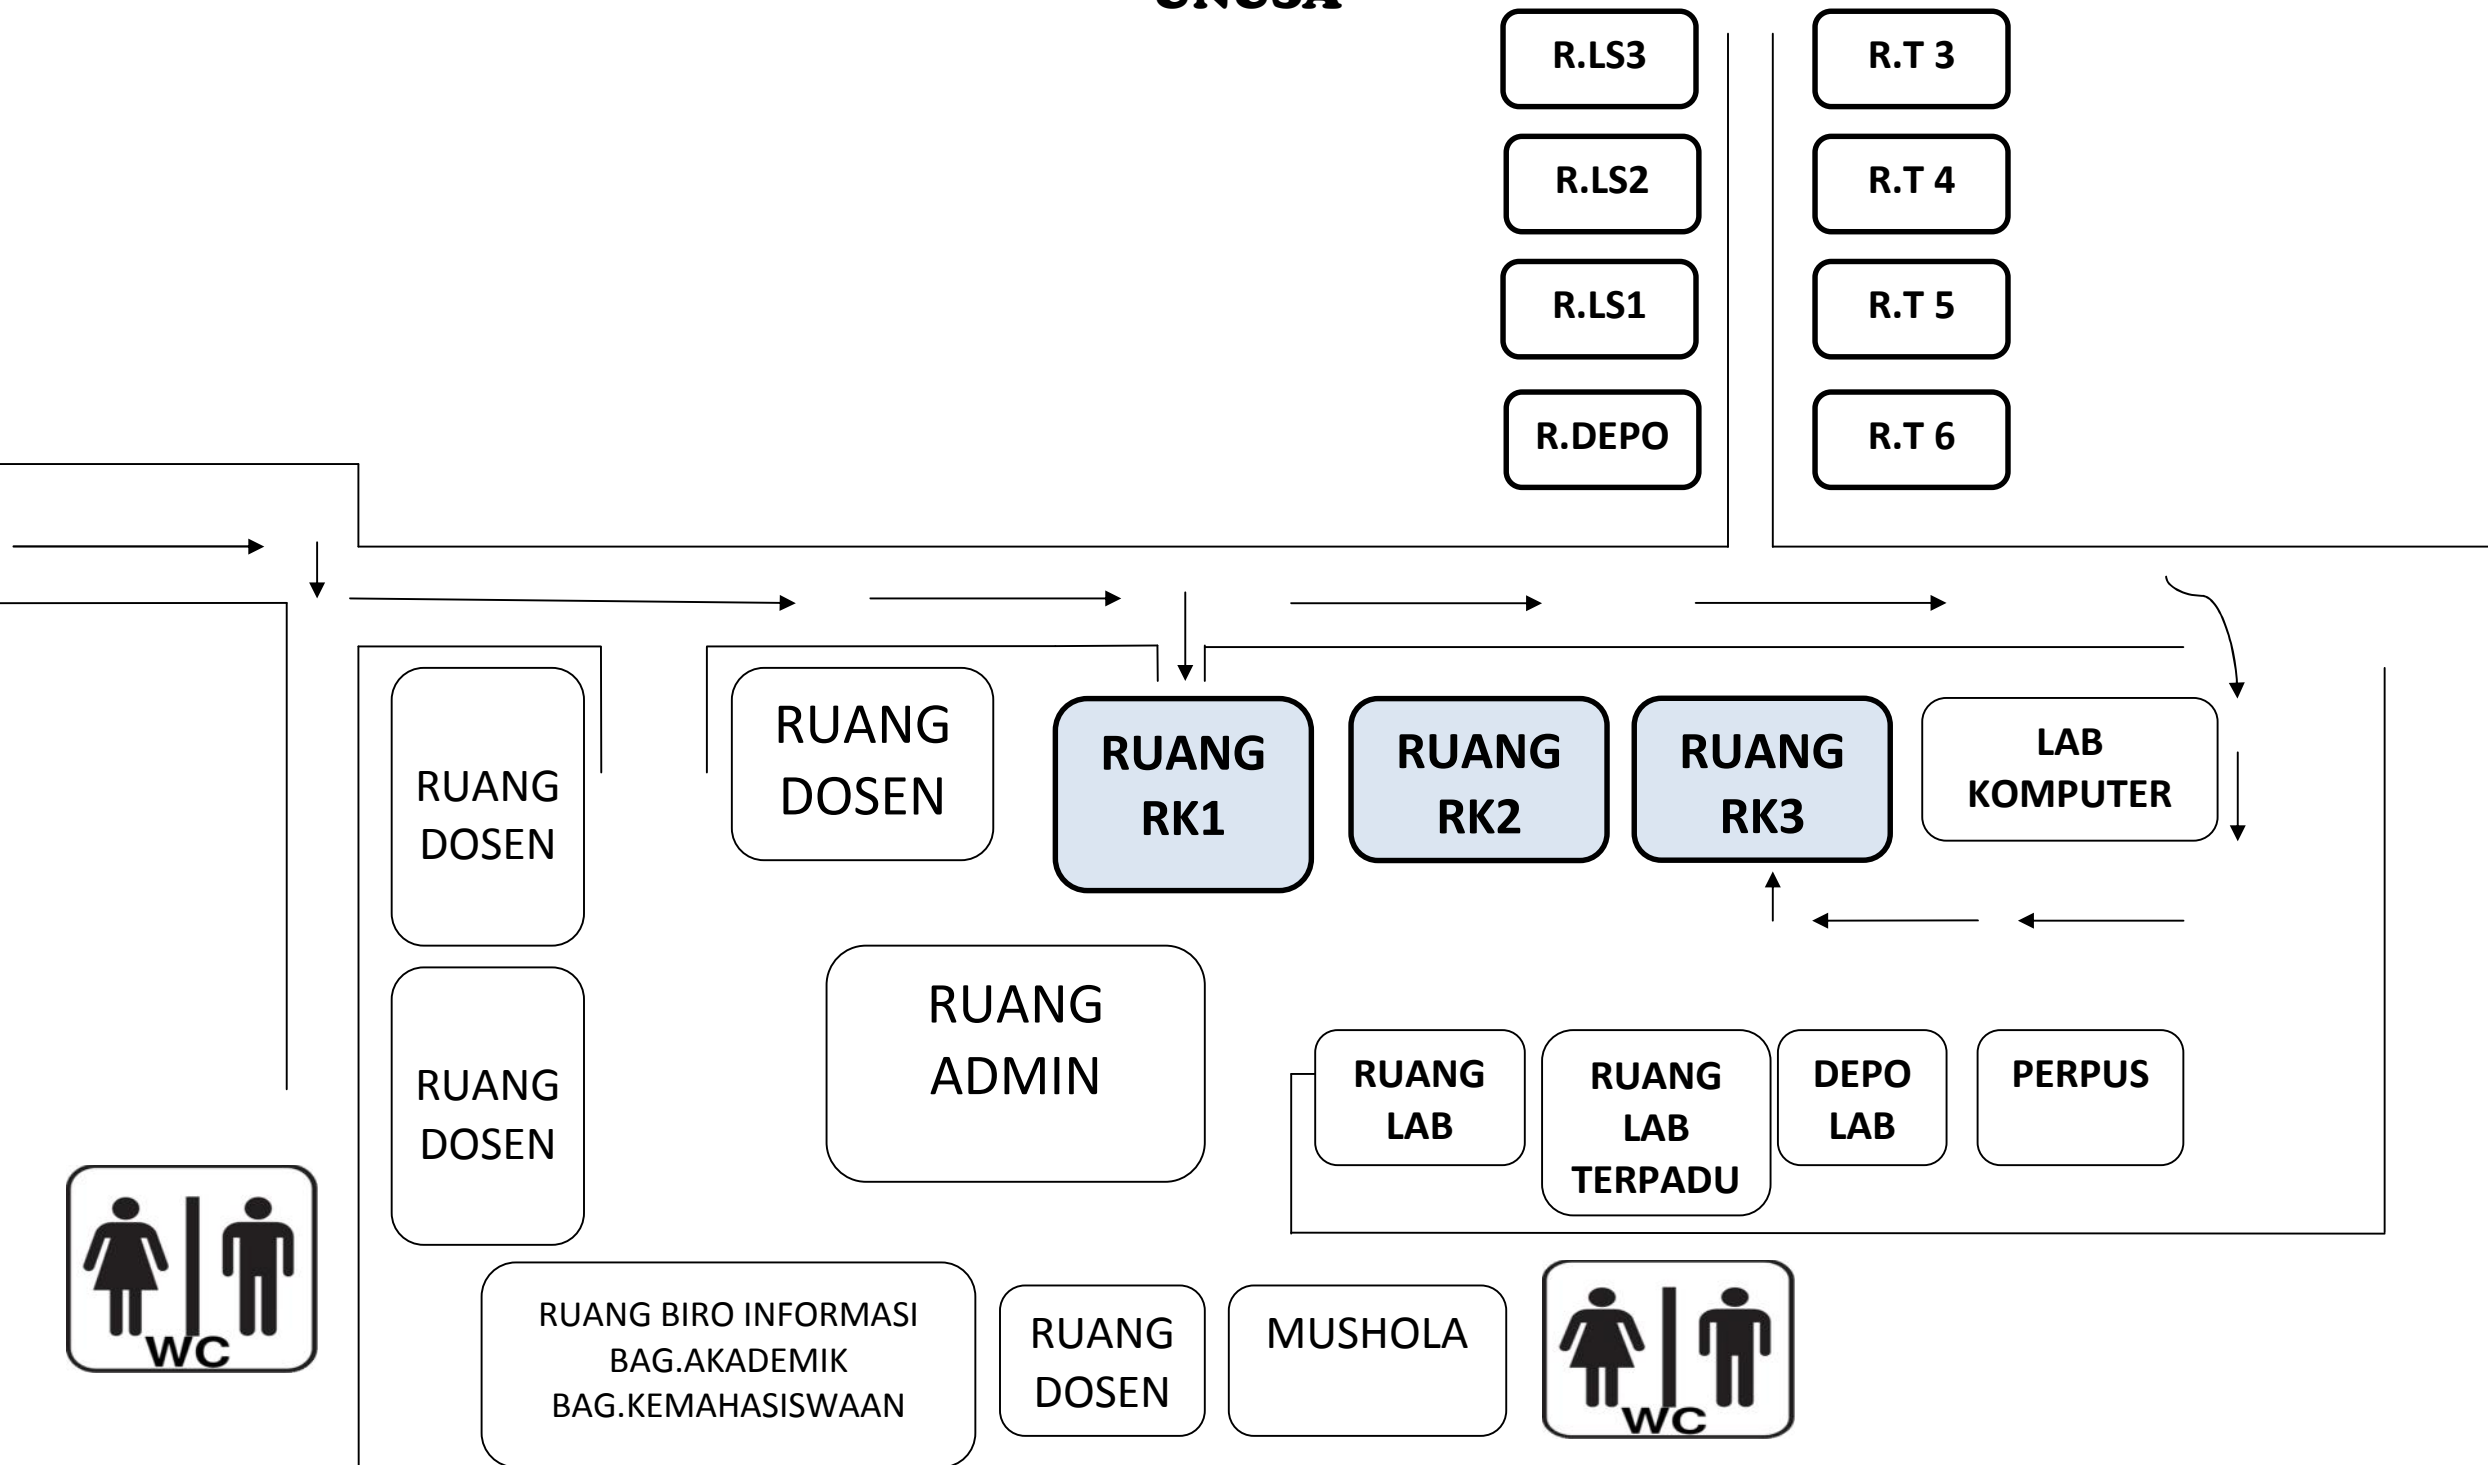 UNUSA
R.LS3
R.T 3
R.LS2
R.T 4
R.LS1
R.T 5
R.DEPO
R.T 6
RUANG
DOSEN
RUANG
DOSEN
RUANG
RK1
RUANG
RK2
RUANG
RK3
LAB
KOMPUTER
RUANG
DOSEN
RUANG
ADMIN
RUANG
LAB
RUANG
LAB
TERPADU
DEPO
LAB
PERPUS
WC
RUANG BIRO INFORMASI
BAG.AKADEMIK
BAG.KEMAHASISWAAN
RUANG
DOSEN
MUSHOLA
WC